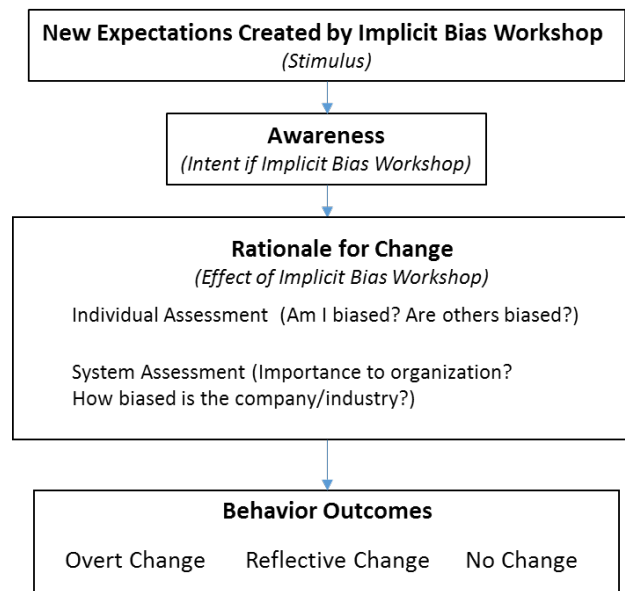 New Expectations Created by Implicit Bias Workshop
(Stimulus)
Awareness
(Intent if Implicit Bias Workshop)
Rationale for Change
(Effect of Implicit Bias Workshop)
Individual Assessment (Am I biased? Are others biased?)
System Assessment (Importance to organization?
How biased is the company/industry?)
Behavior Outcomes
Overt Change Reflective Change No Change